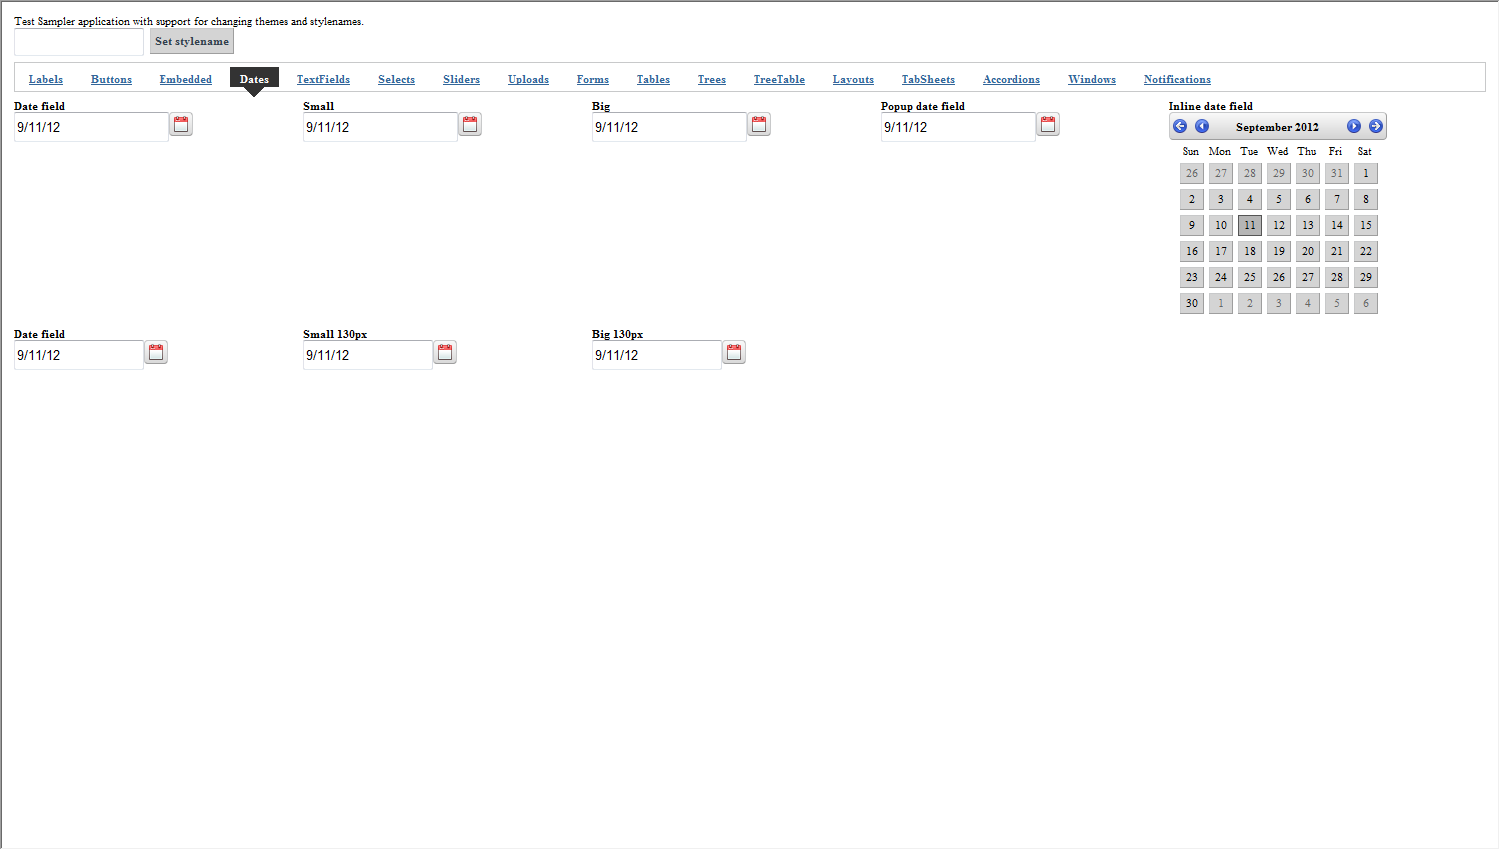 Test Sampler application with support for changing themes and stylenames.
Set stylename
Labels Buttons Embedded Dates TextFields Selects Sliders Uploads Forms Tables Trees TreeTable Layouts TabSheets Accordions Windows Notifications
Date field Small Big Popup date field Inline date field
9/11/12 9/11/12 9/11/12 9/11/12 September 2012
Sun Mon Tue Wed Thu Fri Sat
26 27 28 29 30 31 1
2 3 4 5 6 7 8
9 10 11 12 13 14 15
16 17 18 19 20 21 22
23 24 25 26 27 28 29
30 1 2 3 4 5 6
Date field Small 130px Big 130px
9/11/12 9/11/12 9/11/12